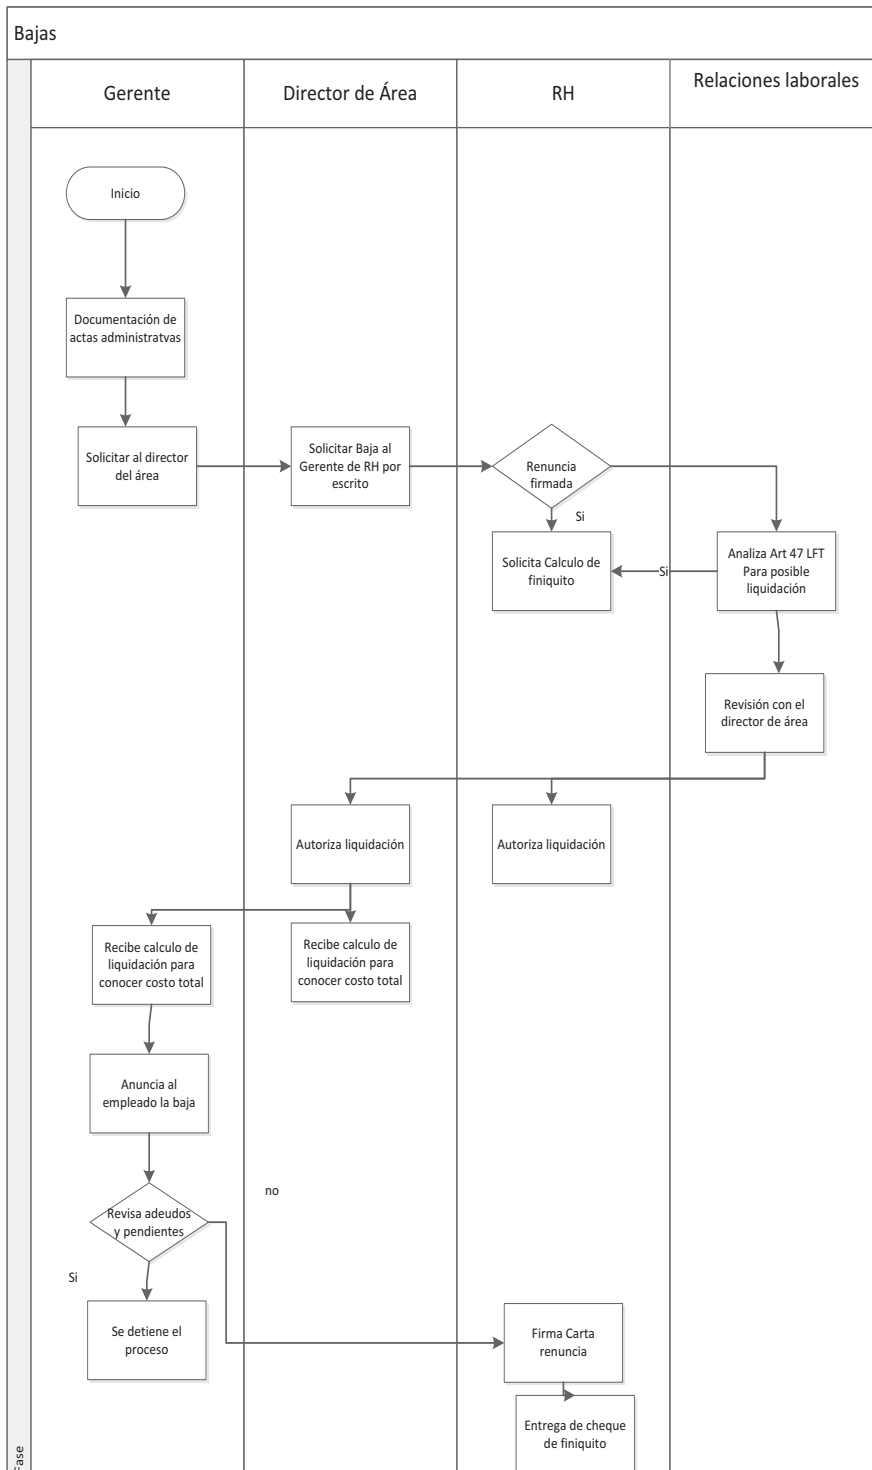 Bajas
Gerente
Director de Área
RH
Relaciones laborales
Inicio
Documentación de
actas administratvas
Solicitar al director
del área
Solicitar Baja al
Gerente de RH por
escrito
Renuncia
firmada
Si
Solicita Calculo de
finiquito
Si
Analiza Art 47 LFT
Para posible
liquidación
Revisión con el
director de área
Autoriza liquidación
Autoriza liquidación
Recibe calculo de
liquidación para
conocer costo total
Recibe calculo de
liquidación para
conocer costo total
Anuncia al
empleado la baja
no
Revisa adeudos
y pendientes
Si
Se detiene el
proceso
Firma Carta
renuncia
Entrega de cheque
de finiquito
Fase